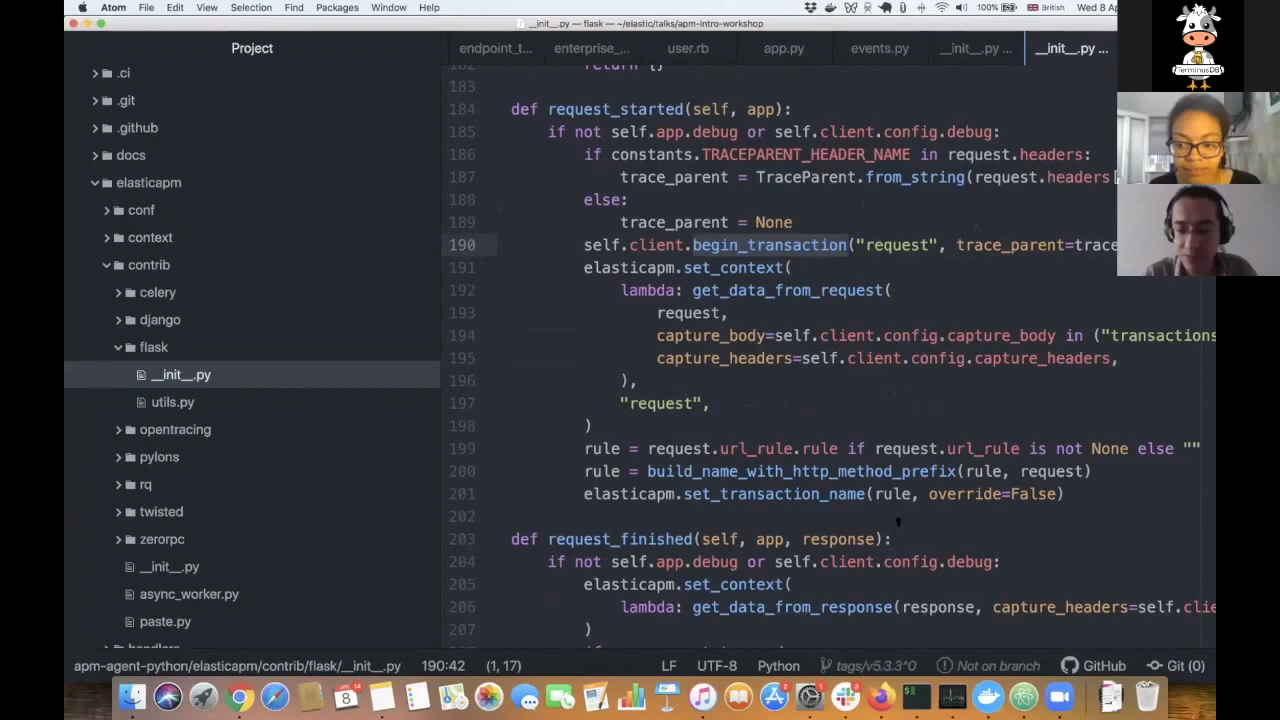 Atom File Edit View Selection Find Packages Window Help 100% British Wed 8 Ap
__init__.py — flask — ~/elastic/talks/apm-intro-workshop
Project
endpoint_t... enterprise_... user.rb app.py events.py __init__.py ... __init__.py ...
.ci
.git
.github
docs
elasticapm
conf
context
contrib
celery
django
flask
__init__.py
utils.py
opentracing
pylons
rq
twisted
zerorpc
__init__.py
async_worker.py
paste.py
handlers
182 return {}
183
184 def request_started(self, app):
185 if not self.app.debug or self.client.config.debug:
186 if constants.TRACEPARENT_HEADER_NAME in request.headers:
187 trace_parent = TraceParent.from_string(request.headers[
188 else:
189 trace_parent = None
190 self.client.begin_transaction("request", trace_parent=trace
191 elasticapm.set_context(
192 lambda: get_data_from_request(
193 request,
194 capture_body=self.client.config.capture_body in ("transactions
195 capture_headers=self.client.config.capture_headers,
196 ),
197 "request",
198 )
199 rule = request.url_rule.rule if request.url_rule is not None else ""
200 rule = build_name_with_http_method_prefix(rule, request)
201 elasticapm.set_transaction_name(rule, override=False)
202
203 def request_finished(self, app, response):
204 if not self.app.debug or self.client.config.debug:
205 elasticapm.set_context(
206 lambda: get_data_from_response(response, capture_headers=self.clie
207 )
apm-agent-python/elasticapm/contrib/flask/__init__.py 190:42 (1, 17) LF UTF-8 Python tags/v5.3.3^0 Not on branch GitHub Git (0)
TerminusDB